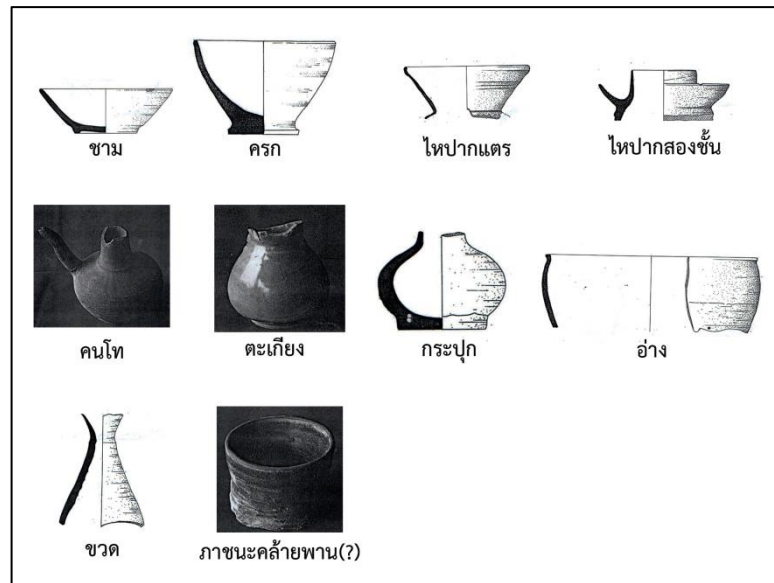 ชาม
ครก
ไหปากแตร
ไหปากสองชั้น
คนโท
ตะเกียง
กระปุก
อ่าง
ขวด
ภาชนะคล้ายพาน(?)